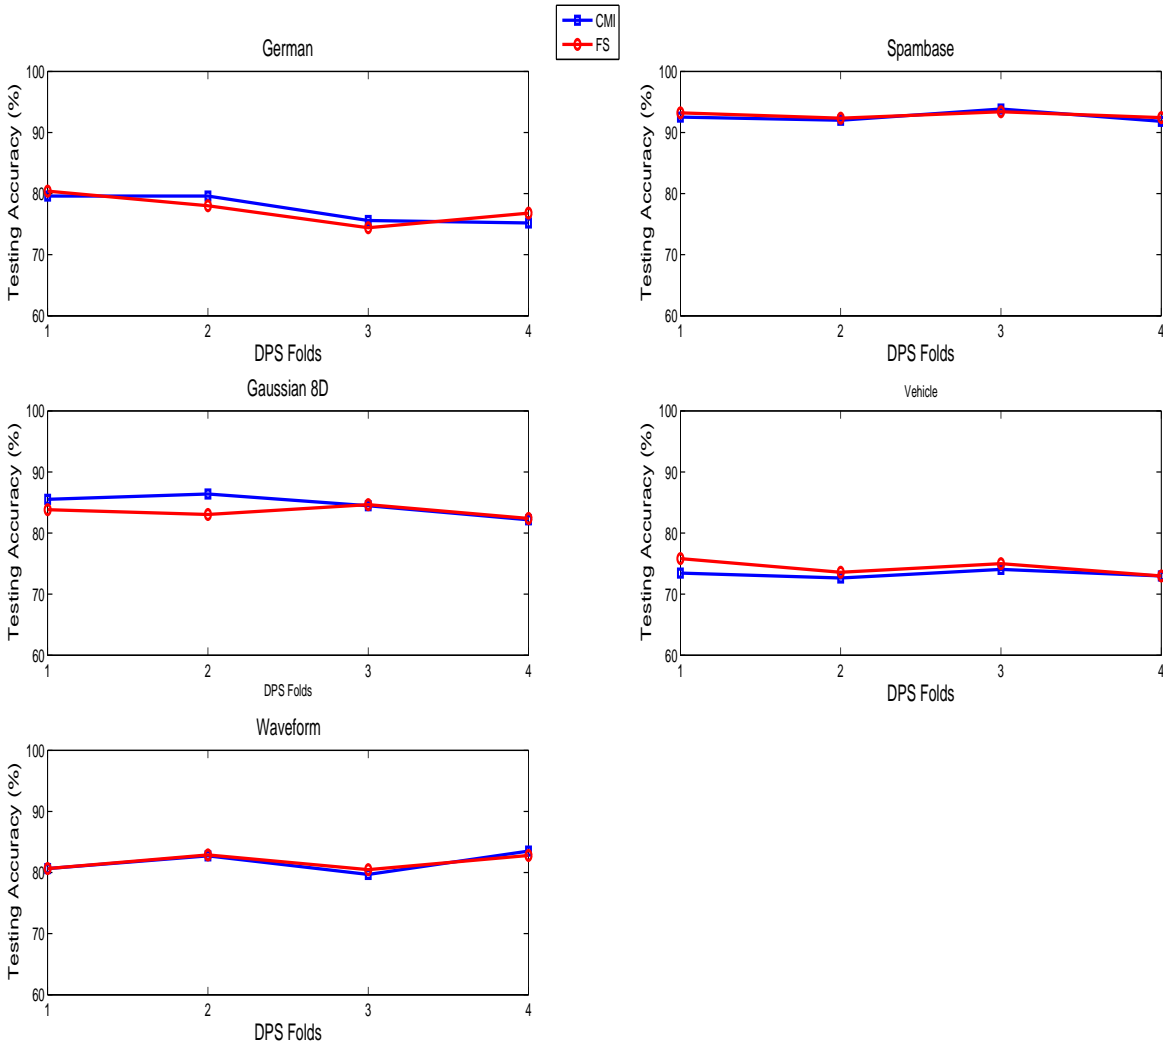 CMI
FS
German
Testing Accuracy (%)
100
90
80
70
60
1 2 3 4
DPS Folds
Spambase
Testing Accuracy (%)
100
90
80
70
60
1 2 3 4
DPS Folds
Gaussian 8D
Testing Accuracy (%)
100
90
80
70
60
1 2 3 4
DPS Folds
Vehicle
Testing Accuracy (%)
100
90
80
70
60
1 2 3 4
DPS Folds
Waveform
Testing Accuracy (%)
100
90
80
70
60
1 2 3 4
DPS Folds